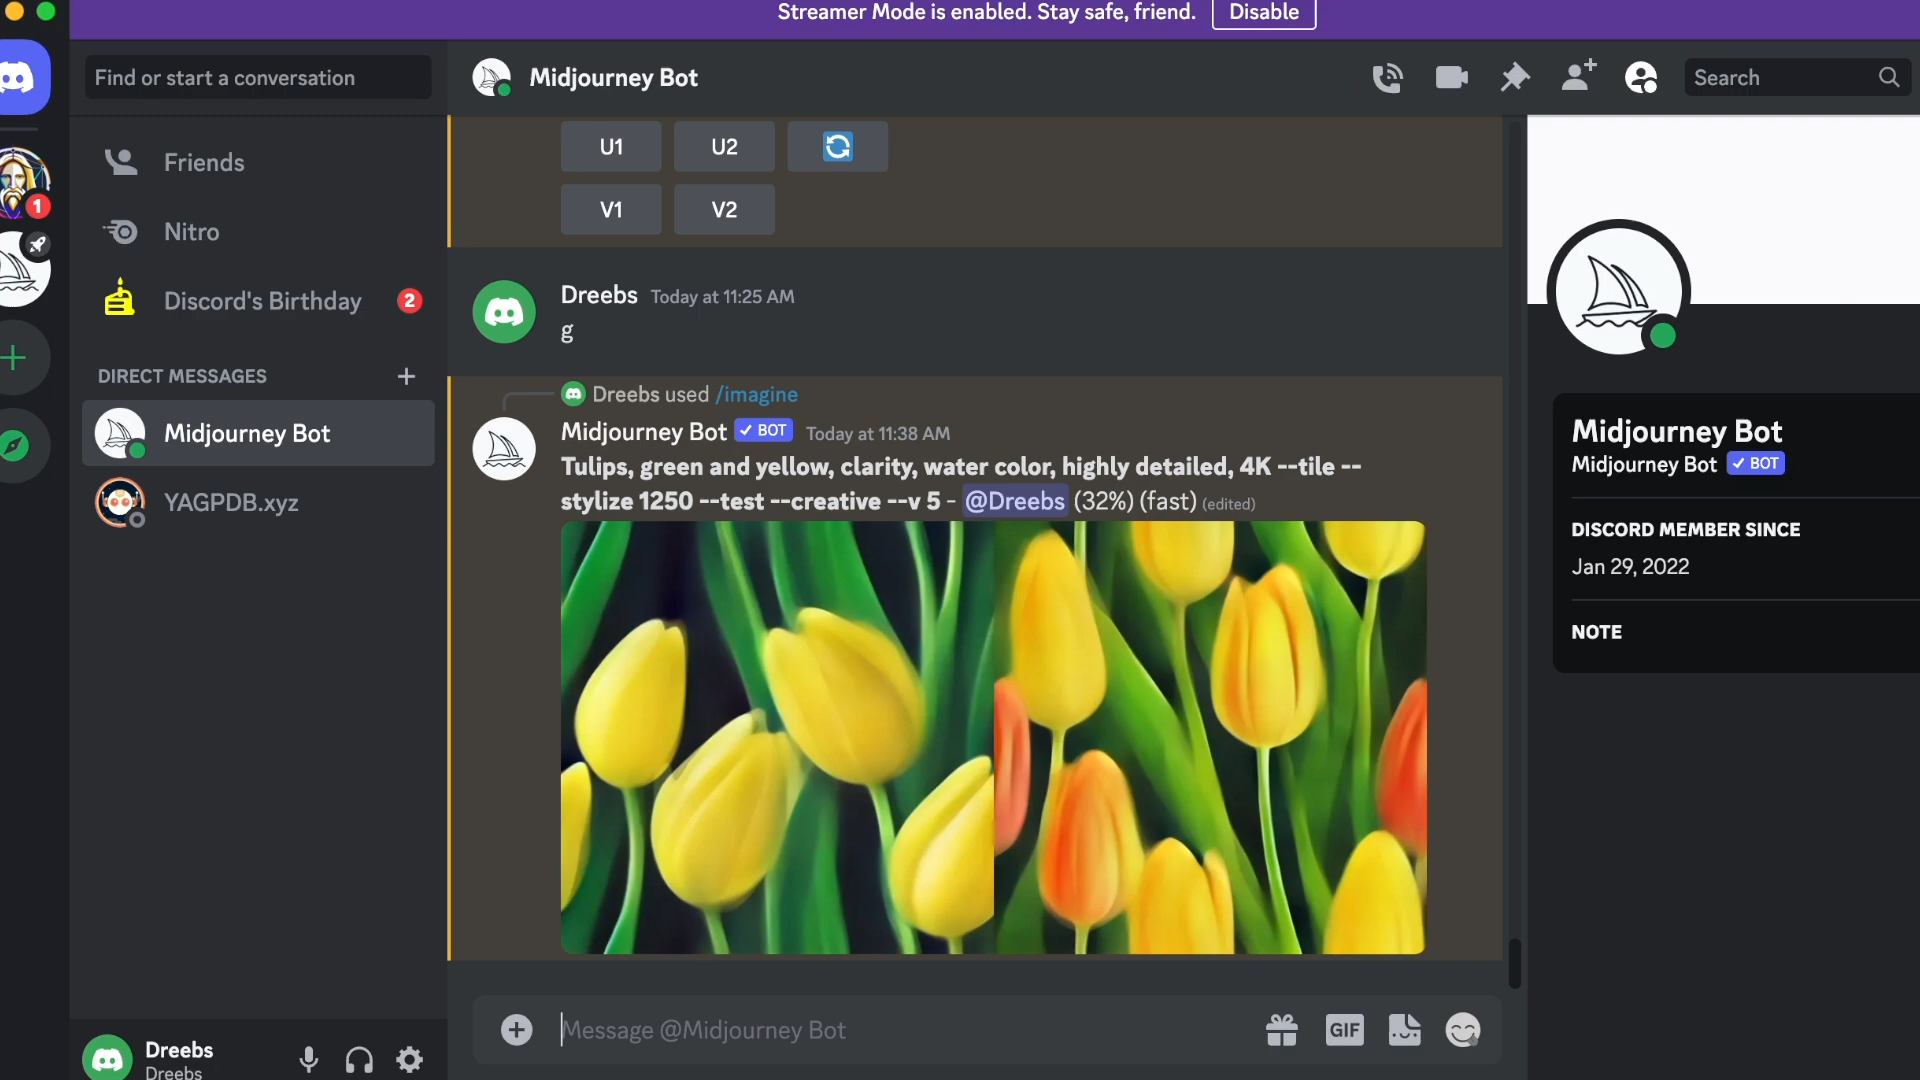 Streamer Mode is enabled. Stay safe, friend. Disable
Find or start a conversation
Midjourney Bot
Search
Friends
Nitro
Discord's Birthday 2
1
DIRECT MESSAGES
Midjourney Bot
YAGPDB.xyz
U1 U2
V1 V2
Dreebs Today at 11:25 AM
g
Dreebs used /imagine
Midjourney Bot BOT Today at 11:38 AM
Tulips, green and yellow, clarity, water color, highly detailed, 4K --tile --
stylize 1250 --test --creative --v 5 - @Dreebs (32%) (fast) (edited)
Message @Midjourney Bot
GIF
Midjourney Bot
Midjourney Bot BOT
DISCORD MEMBER SINCE
Jan 29, 2022
NOTE
Dreebs
Dreebs